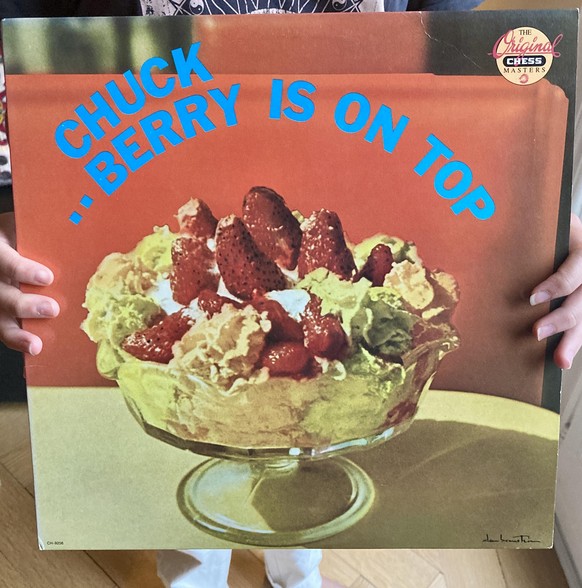 CHUCK
..BERRY IS ON TOP
THE
Original
CHESS
MASTERS